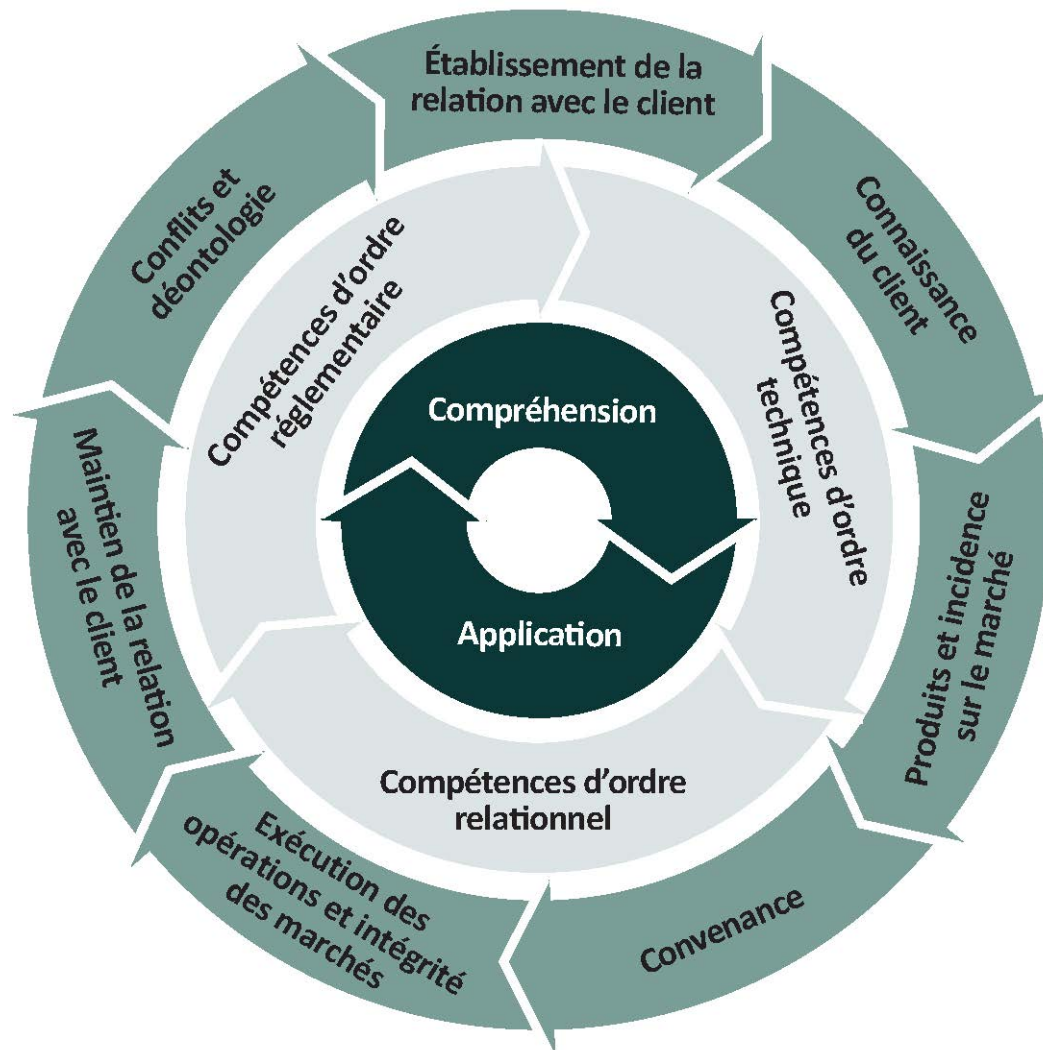 Établissement de la
relation avec le client
Connaissance
du client
Produits et incidence
sur le marché
Convenance
Exécution des
opérations et intégrité
des marchés
Maintien de la relation
avec le client
Conflits et
déontologie
Compétences d’ordre
réglementaire
Compétences d’ordre
technique
Compétences d’ordre
relationnel
Compréhension
Application